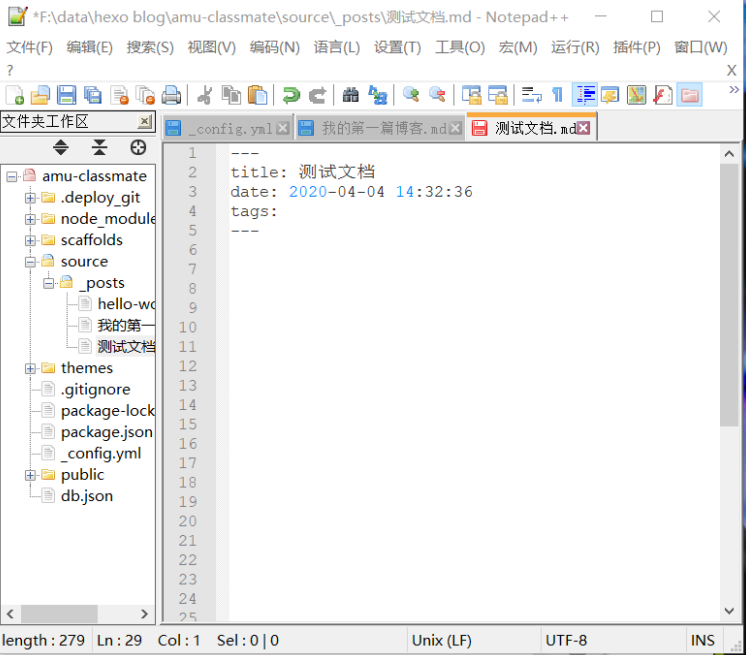 *F:\data\hexo blog\amu-classmate\source\_posts\测试文档.md - Notepad++
文件(F) 编辑(E) 搜索(S) 视图(V) 编码(N) 语言(L) 设置(T) 工具(O) 宏(M) 运行(R) 插件(P) 窗口(W)
? X
文件夹工作区
_config.yml 我的第一篇博客.md 测试文档.md
amu-classmate
.deploy_git
node_module
scaffolds
source
_posts
hello-wo
我的第一
测试文档
themes
.gitignore
package-lock
package.json
_config.yml
public
db.json
1 ---
2 title: 测试文档
3 date: 2020-04-04 14:32:36
4 tags:
5 ---
6
7
8
9
10
11
12
13
14
15
16
17
18
19
20
21
22
23
24
25
length : 279 Ln : 29 Col : 1 Sel : 0 | 0 Unix (LF) UTF-8 INS